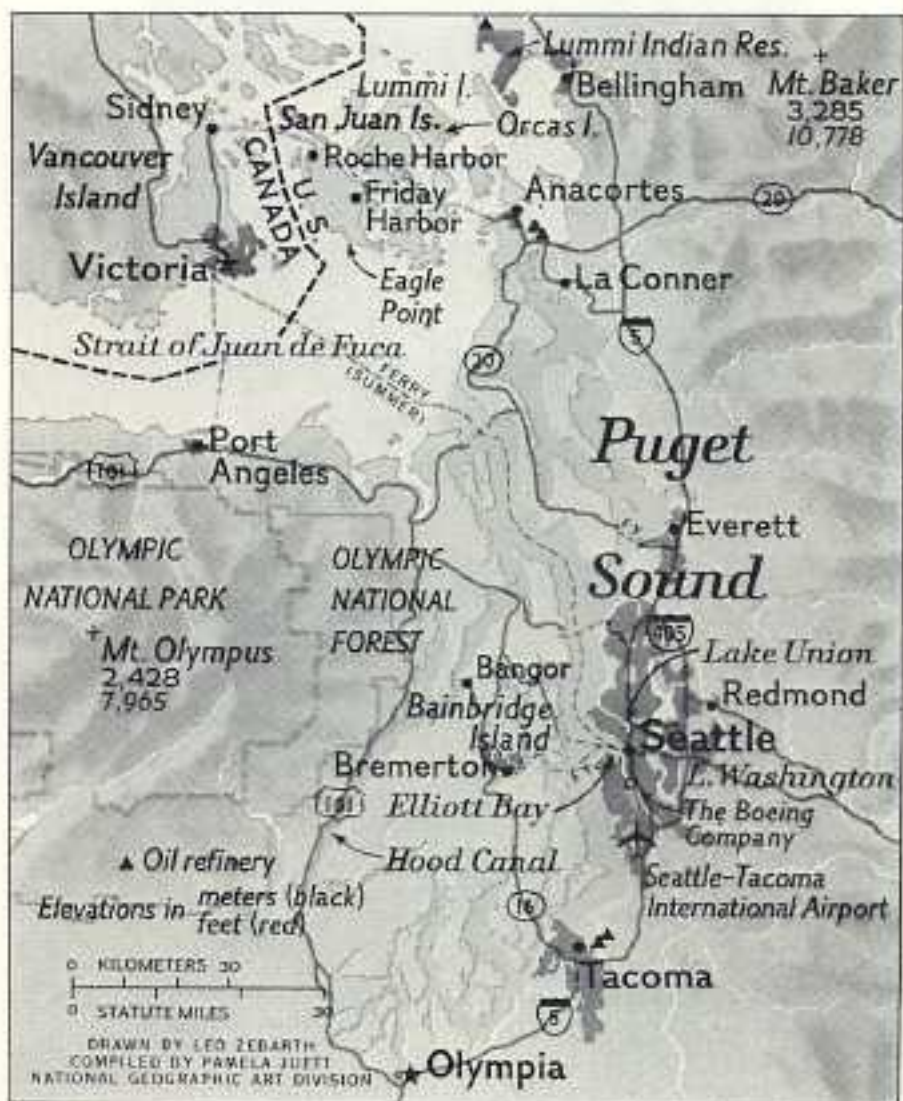 Lummi Indian Res.
Lummi I.
Bellingham
Mt. Baker
3,285
10,778
Sidney
San Juan Is.
Orcas I.
Vancouver
Island
CANADA
U S
Roche Harbor
Friday
Harbor
Anacortes
20
Victoria
Eagle
Point
La Conner
5
Strait of Juan de Fuca
20
FERRY
(SUMMER)
Port
Angeles
101
Puget
Sound
Everett
OLYMPIC
NATIONAL PARK
Mt. Olympus
2,428
7,965
OLYMPIC
NATIONAL
FOREST
405
Lake Union
Bangor
Redmond
Bainbridge
Island
Seattle
Bremerton
L. Washington
Elliott Bay
The Boeing
Company
101
Hood Canal
Oil refinery
Elevations in meters (black)
feet (red)
Seattle-Tacoma
International Airport
16
0 KILOMETERS 30
0 STATUTE MILES 30
Tacoma
5
DRAWN BY LEO ZEBARTH
COMPILED BY PAMELA
NATIONAL GEOGRAPHIC ART DIVISION
Olympia